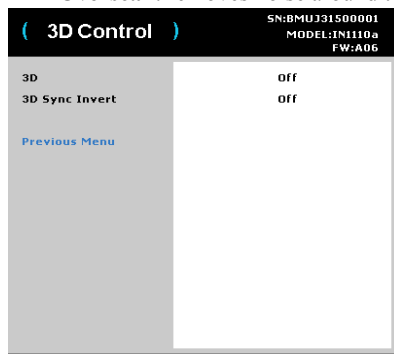 ( 3D Control )
SN:BMUJ31500001
MODEL:IN1110a
FW:A06
3D Off
3D Sync Invert Off
Previous Menu